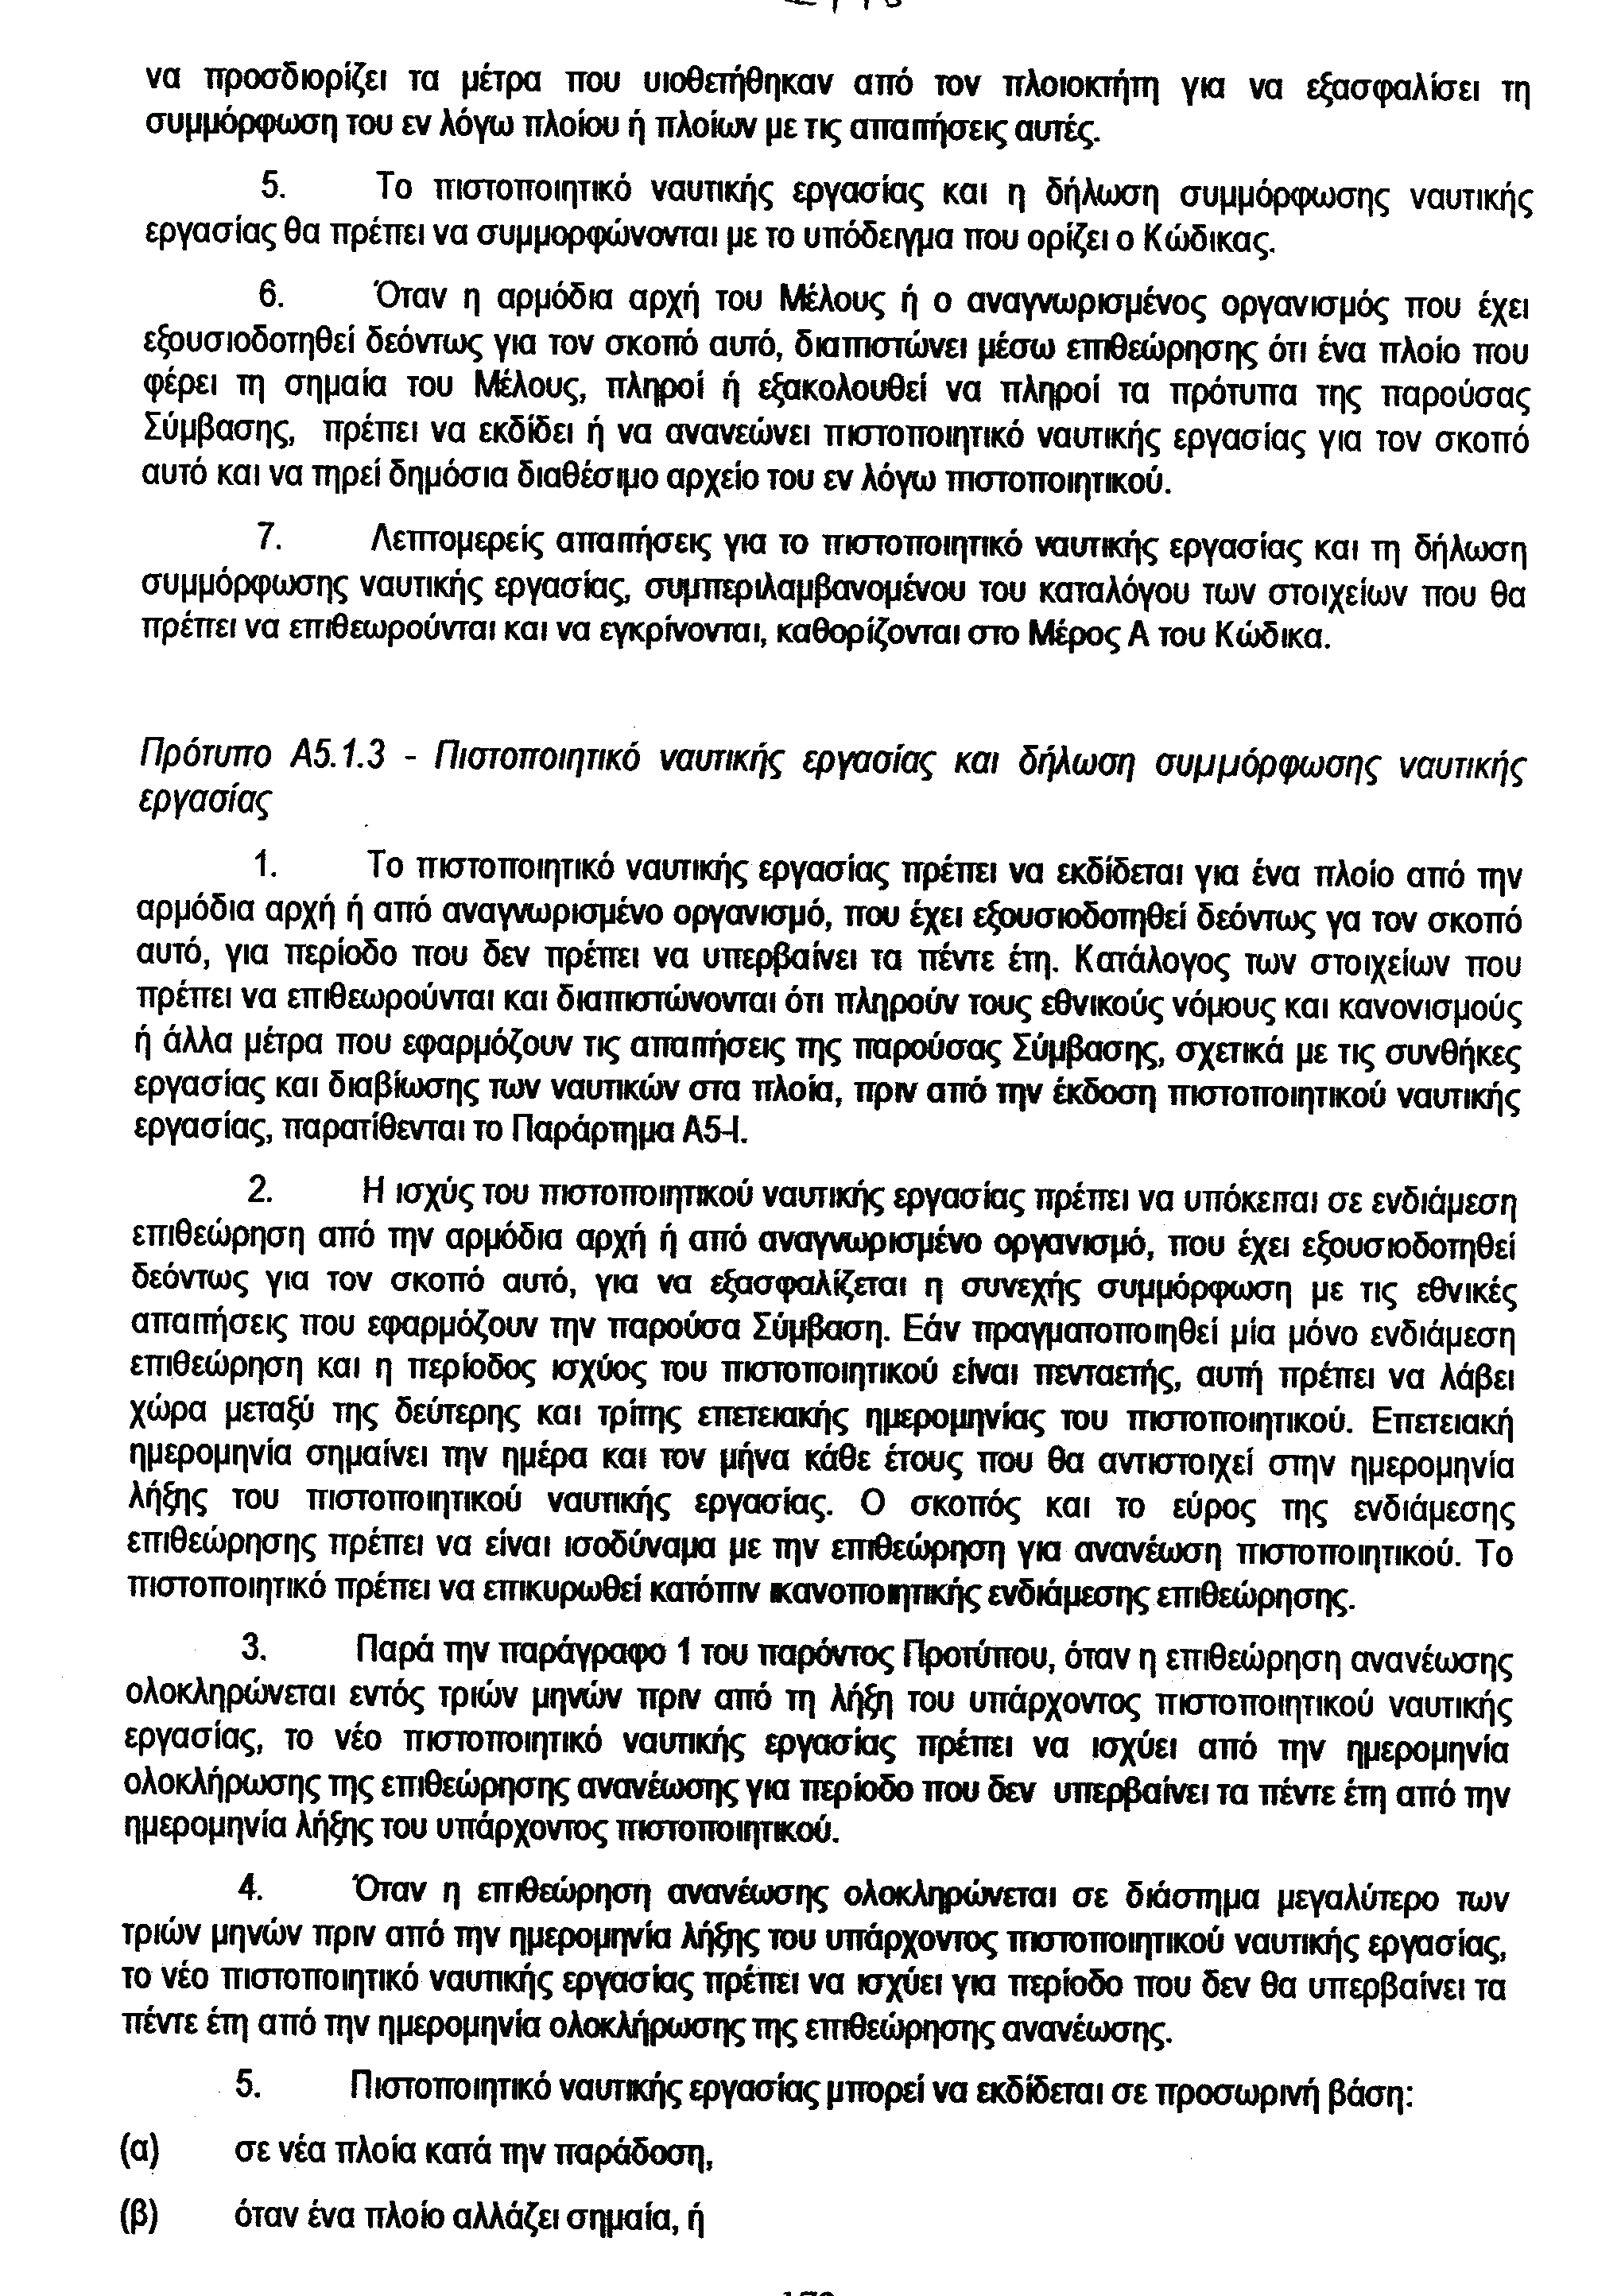 να προσδιορίζει τα μέτρα που υιοθετήθηκαν από τον πλοιοκτήτη για να εξασφαλίσει τη
συμμόρφωση του εν λόγω πλοίου ή πλοίων με τις απαιτήσεις αυτές.
5. Το πιστοποιητικό ναυτικής εργασίας και η δήλωση συμμόρφωσης ναυτικής
εργασίας θα πρέπει να συμμορφώνονται με το υπόδειγμα που ορίζει ο Κώδικας.
6. Όταν η αρμόδια αρχή του Μέλους ή ο αναγνωρισμένος οργανισμός που έχει
εξουσιοδοτηθεί δεόντως για τον σκοπό αυτό, διαπιστώνει μέσω επιθεώρησης ότι ένα πλοίο που
φέρει τη σημαία του Μέλους, πληροί ή εξακολουθεί να πληροί τα πρότυπα της παρούσας
Σύμβασης, πρέπει να εκδίδει ή να ανανεώνει πιστοποιητικό ναυτικής εργασίας για τον σκοπό
αυτό και να τηρεί δημόσια διαθέσιμο αρχείο του εν λόγω πιστοποιητικού.
7. Λεπτομερείς απαιτήσεις για το πιστοποιητικό ναυτικής εργασίας και τη δήλωση
συμμόρφωσης ναυτικής εργασίας, συμπεριλαμβανομένου του καταλόγου των στοιχείων που θα
πρέπει να επιθεωρούνται και να εγκρίνονται, καθορίζονται στο Μέρος Α του Κώδικα.
Πρότυπο Α5.1.3 - Πιστοποιητικό ναυτικής εργασίας και δήλωση συμμόρφωσης ναυτικής
εργασίας
1. Το πιστοποιητικό ναυτικής εργασίας πρέπει να εκδίδεται για ένα πλοίο από την
αρμόδια αρχή ή από αναγνωρισμένο οργανισμό, που έχει εξουσιοδοτηθεί δεόντως γα τον σκοπό
αυτό, για περίοδο που δεν πρέπει να υπερβαίνει τα πέντε έτη. Κατάλογος των στοιχείων που
πρέπει να επιθεωρούνται και διαπιστώνονται ότι πληρούν τους εθνικούς νόμους και κανονισμούς
ή άλλα μέτρα που εφαρμόζουν τις απαιτήσεις της παρούσας Σύμβασης, σχετικά με τις συνθήκες
εργασίας και διαβίωσης των ναυτικών στα πλοία, πριν από την έκδοση πιστοποιητικού ναυτικής
εργασίας, παρατίθενται το Παράρτημα Α5-Ι.
2. Η ισχύς του πιστοποιητικού ναυτικής εργασίας πρέπει να υπόκειται σε ενδιάμεση
επιθεώρηση από την αρμόδια αρχή ή από αναγνωρισμένο οργανισμό, που έχει εξουσιοδοτηθεί
δεόντως για τον σκοπό αυτό, για να εξασφαλίζεται η συνεχής συμμόρφωση με τις εθνικές
απαιτήσεις που εφαρμόζουν την παρούσα Σύμβαση. Εάν πραγματοποιηθεί μία μόνο ενδιάμεση
επιθεώρηση και η περίοδος ισχύος του πιστοποιητικού είναι πενταετής, αυτή πρέπει να λάβει
χώρα μεταξύ της δεύτερης και τρίτης επετειακής ημερομηνίας του πιστοποιητικού. Επετειακή
ημερομηνία σημαίνει την ημέρα και τον μήνα κάθε έτους που θα αντιστοιχεί στην ημερομηνία
λήξης του πιστοποιητικού ναυτικής εργασίας. Ο σκοπός και το εύρος της ενδιάμεσης
επιθεώρησης πρέπει να είναι ισοδύναμα με την επιθεώρηση για ανανέωση πιστοποιητικού. Το
πιστοποιητικό πρέπει να επικυρωθεί κατόπιν ικανοποιητικής ενδιάμεσης επιθεώρησης.
3. Παρά την παράγραφο 1 του παρόντος Προτύπου, όταν η επιθεώρηση ανανέωσης
ολοκληρώνεται εντός τριών μηνών πριν από τη λήξη του υπάρχοντος πιστοποιητικού ναυτικής
εργασίας, το νέο πιστοποιητικό ναυτικής εργασίας πρέπει να ισχύει από την ημερομηνία
ολοκλήρωσης της επιθεώρησης ανανέωσης για περίοδο που δεν υπερβαίνει τα πέντε έτη από την
ημερομηνία λήξης του υπάρχοντος πιστοποιητικού.
4. Όταν η επιθεώρηση ανανέωσης ολοκληρώνεται σε διάστημα μεγαλύτερο των
τριών μηνών πριν από την ημερομηνία λήξης του υπάρχοντος πιστοποιητικού ναυτικής εργασίας,
το νέο πιστοποιητικό ναυτικής εργασίας πρέπει να ισχύει για περίοδο που δεν θα υπερβαίνει τα
πέντε έτη από την ημερομηνία ολοκλήρωσης της επιθεώρησης ανανέωσης.
5. Πιστοποιητικό ναυτικής εργασίας μπορεί να εκδίδεται σε προσωρινή βάση:
(α) σε νέα πλοία κατά την παράδοση,
(β) όταν ένα πλοίο αλλάζει σημαία, ή